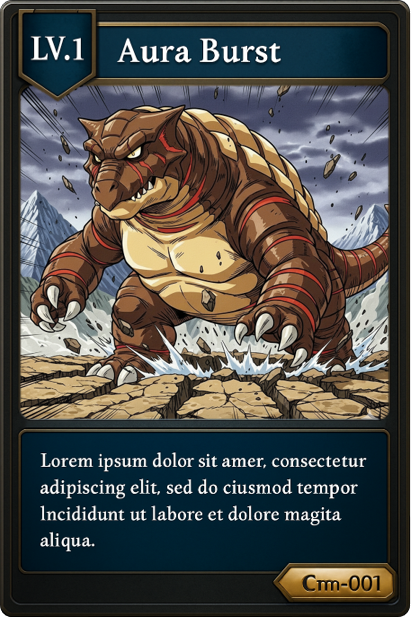 LV.1
Aura Burst
Lorem ipsum dolor sit amer, consectetur
adipiscing elit, sed do ciusmod tempor
Incididunt ut labore et dolore magita
aliqua.
Crm-001